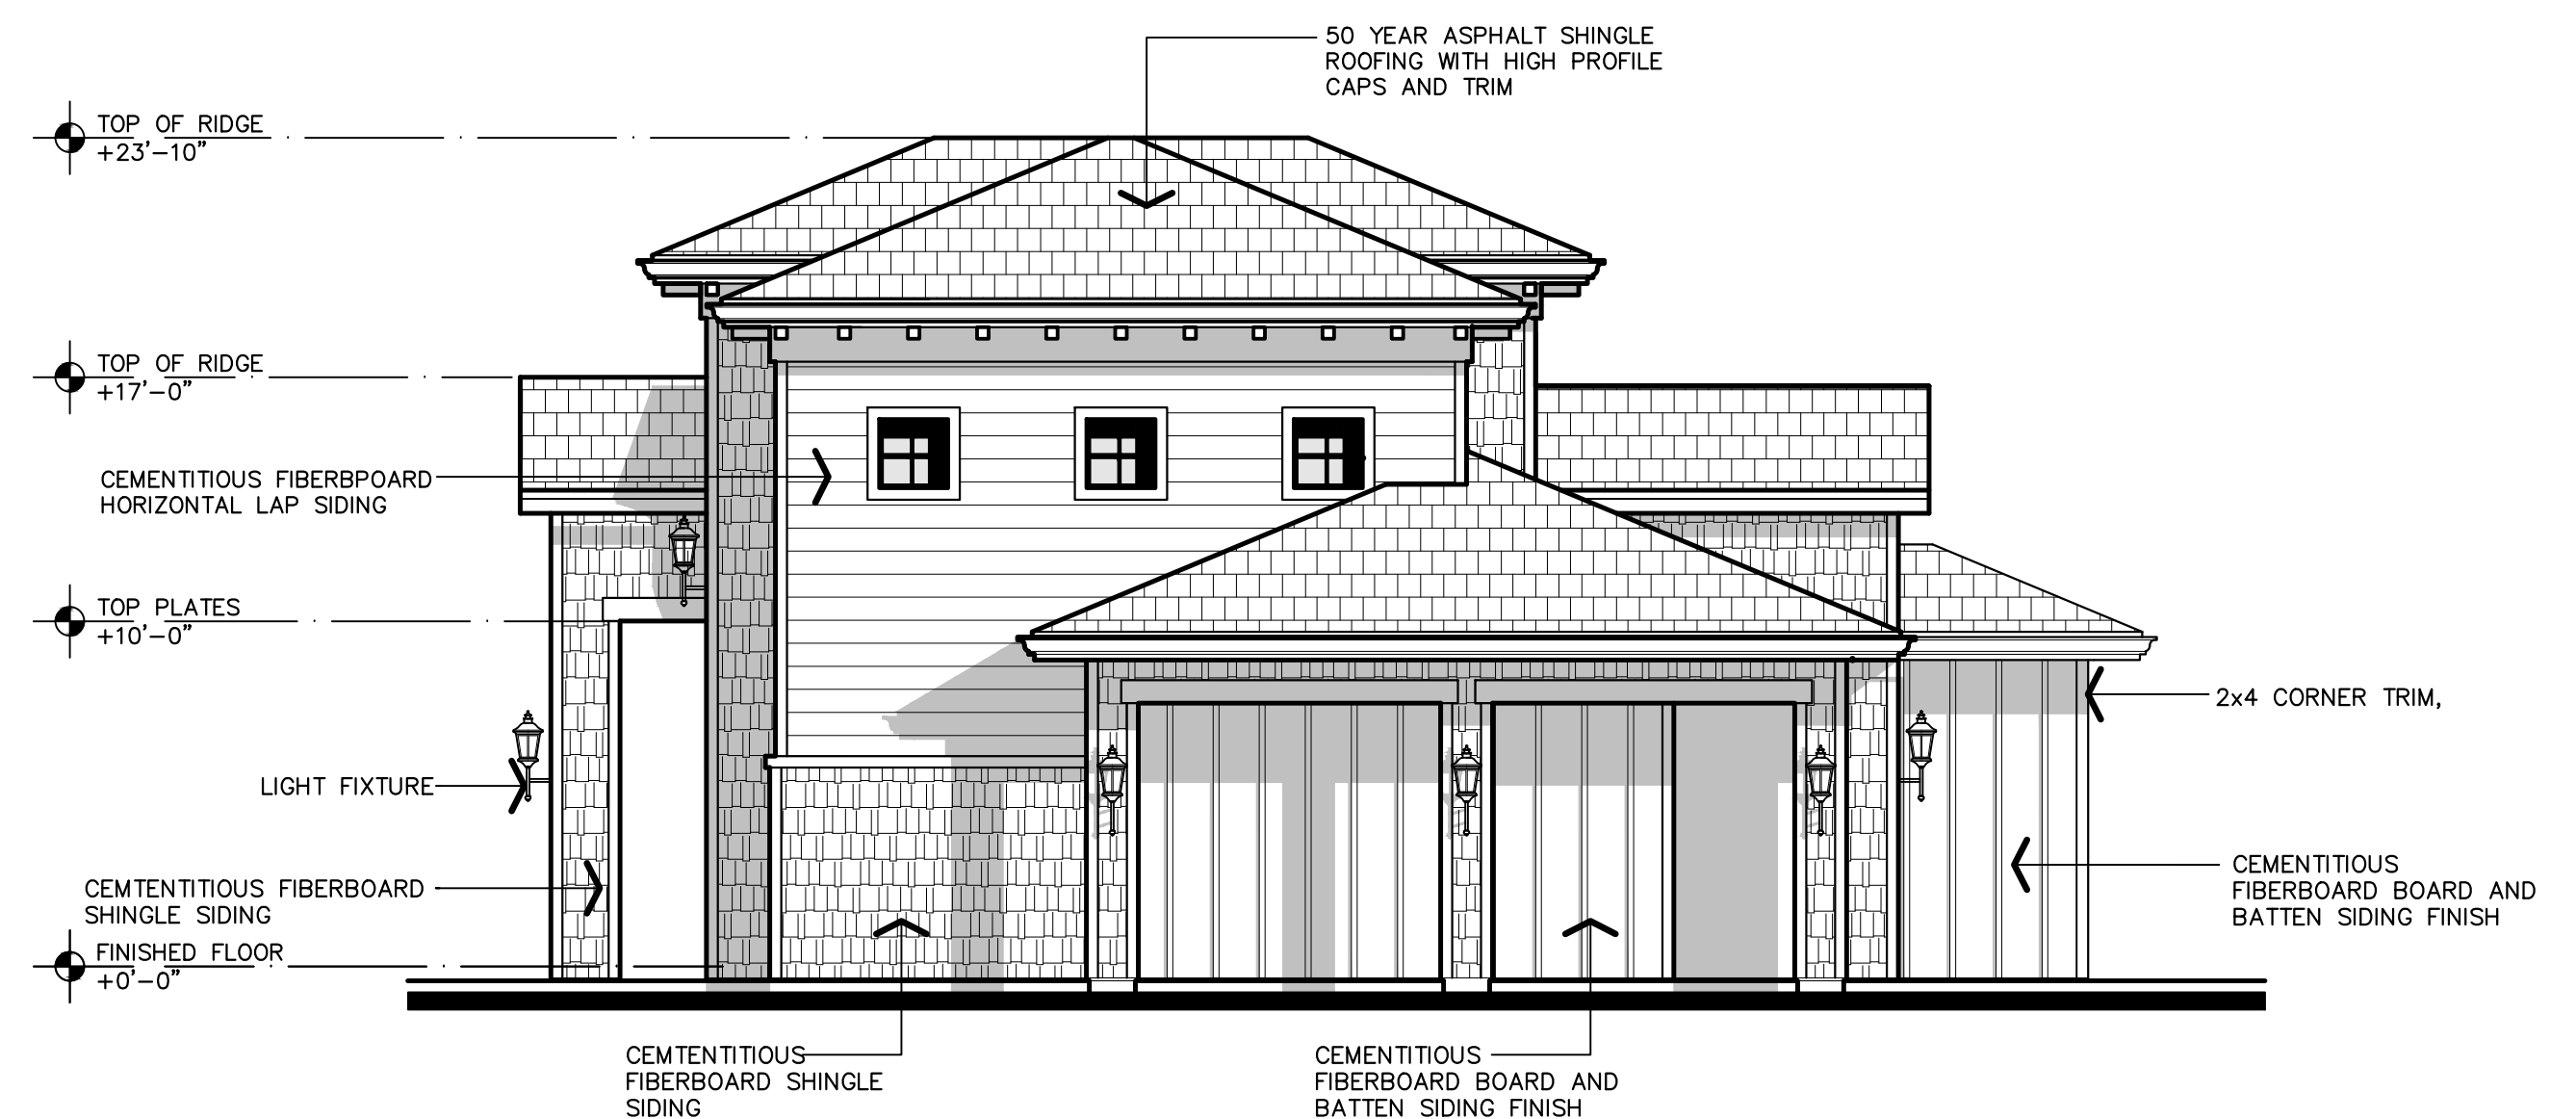 50 YEAR ASPHALT SHINGLE
ROOFING WITH HIGH PROFILE
CAPS AND TRIM
TOP OF RIDGE
+23'-10"
TOP OF RIDGE
+17'-0"
CEMENTITIOUS FIBERBPOARD
HORIZONTAL LAP SIDING
TOP PLATES
+10'-0"
2x4 CORNER TRIM,
LIGHT FIXTURE
CEMTENTITIOUS FIBERBOARD
SHINGLE SIDING
CEMENTITIOUS
FIBERBOARD BOARD AND
BATTEN SIDING FINISH
FINISHED FLOOR
+0'-0"
CEMTENTITIOUS
FIBERBOARD SHINGLE
SIDING
CEMENTITIOUS
FIBERBOARD BOARD AND
BATTEN SIDING FINISH